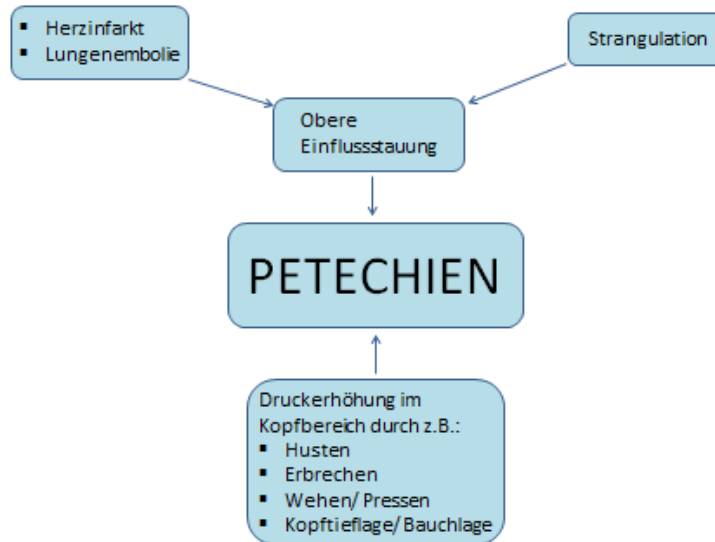 ▪ Herzinfarkt
▪ Lungenembolie
Strangulation
Obere
Einflussstauung
PETECHIEN
Druckerhöhung im
Kopfbereich durch z.B.:
▪ Husten
▪ Erbrechen
▪ Wehen/ Pressen
▪ Kopftieflage/ Bauchlage